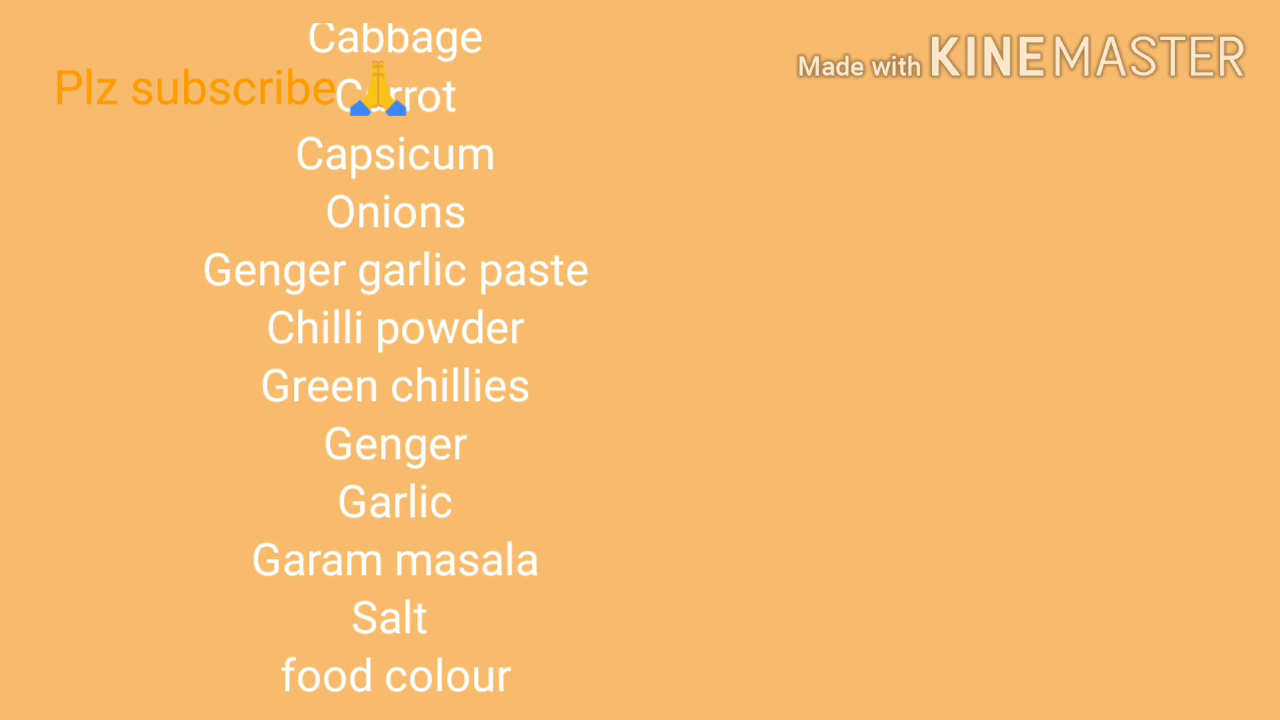 Cabbage
Made with KINEMASTER
Plz subscribe🙏
Carrot
Capsicum
Onions
Genger garlic paste
Chilli powder
Green chillies
Genger
Garlic
Garam masala
Salt
food colour